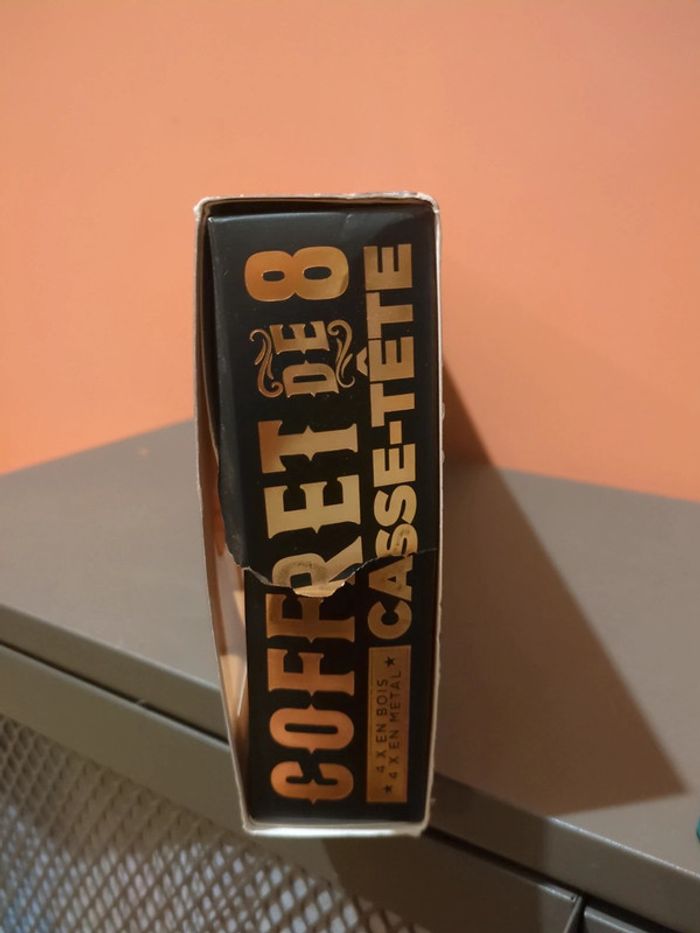 COFFRET DE 8
CASSE-TÊTE
★ 4 X EN BOIS
★ 4 X EN METAL ★